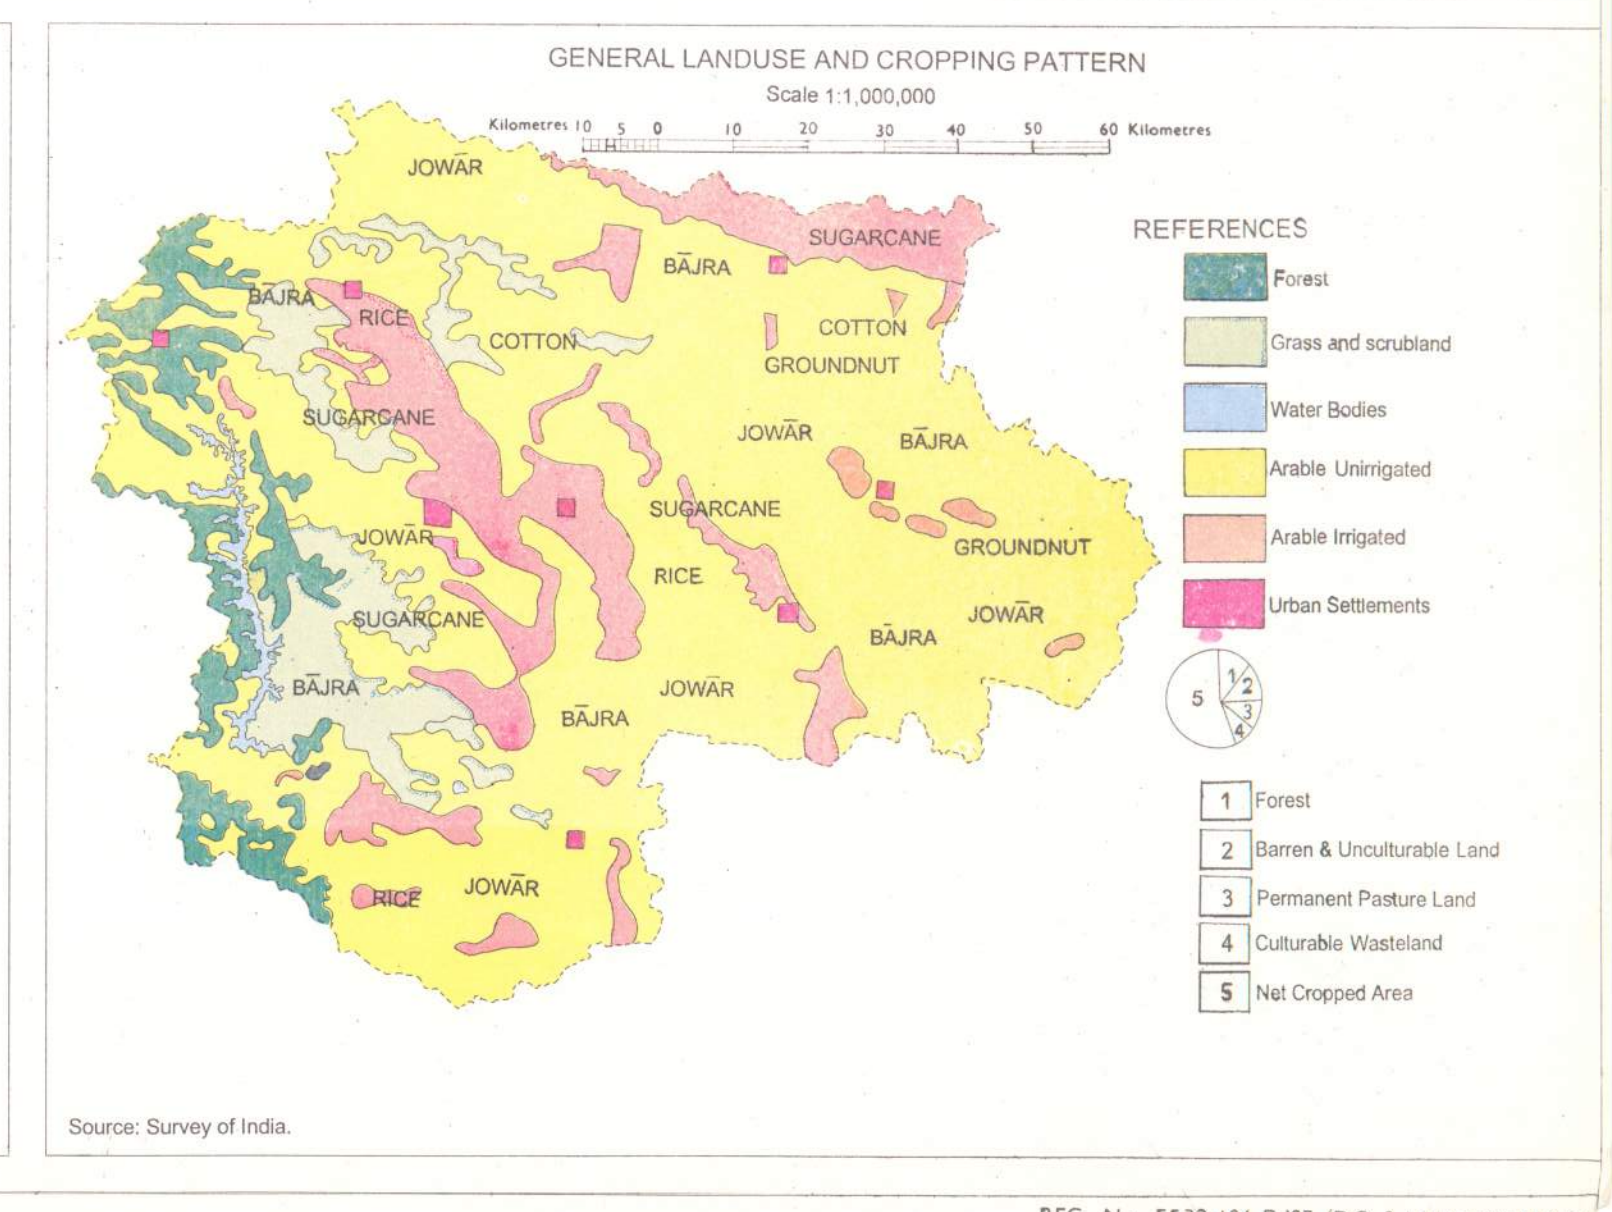 GENERAL LANDUSE AND CROPPING PATTERN
Scale 1:1,000,000
Kilometres 10 5 0 10 20 30 40 50 60 Kilometres
JOWĀR
SUGARCANE
BĀJRA
BĀJRA
RICE
COTTON
COTTON
GROUNDNUT
SUGARCANE
JOWĀR
BĀJRA
SUGARCANE
JOWĀR
GROUNDNUT
RICE
SUGARCANE
JOWĀR
BĀJRA
BĀJRA
JOWĀR
BĀJRA
RICE
JOWĀR
REFERENCES
Forest
Grass and scrubland
Water Bodies
Arable Unirrigated
Arable Irrigated
Urban Settlements
1
2
3
4
5
1 Forest
2 Barren & Unculturable Land
3 Permanent Pasture Land
4 Culturable Wasteland
5 Net Cropped Area
Source: Survey of India.